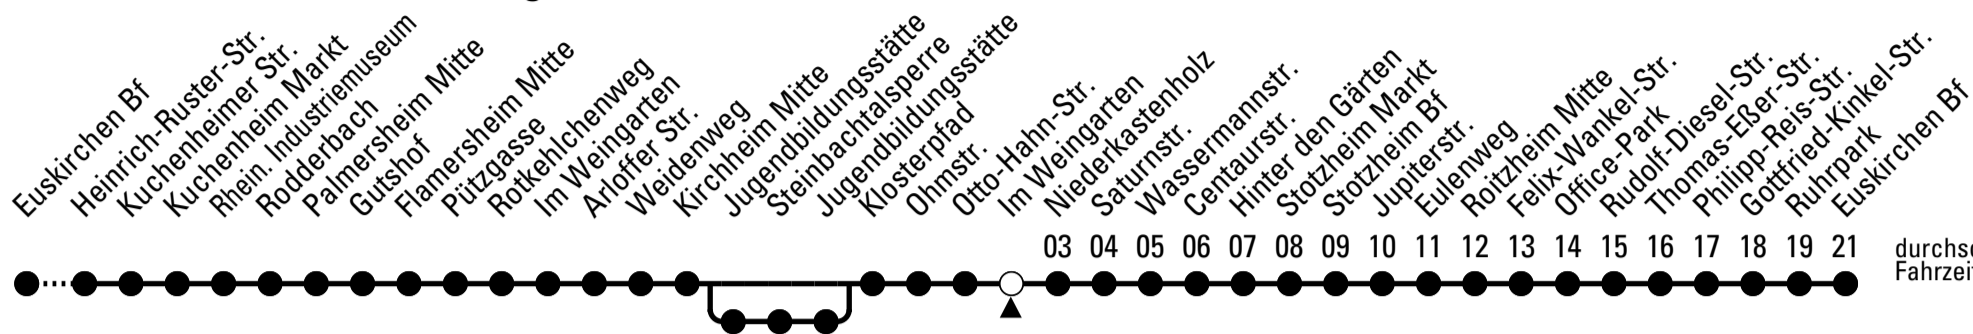 Euskirchen Bf
Heinrich-Ruster-Str.
Kuchenheimer Str.
Kuchenheim Markt
Rhein. Industriemuseum
Rodderbach
Palmersheim Mitte
Gutshof
Flamersheim Mitte
Pützgasse
Rotkehlchenweg
Im Weingarten
Arloffer Str.
Weidenweg
Kirchheim Mitte
Jugendbildungsstätte
Steinbachtalsperre
Jugendbildungsstätte
Klosterpfad
Ohmstr.
Otto-Hahn-Str.
Im Weingarten
Niederkastenholz
Saturnstr.
Wassermannstr.
Centaurstr.
Hinter den Gärten
Stotzheim Markt
Stotzheim Bf
Jupiterstr.
Eulenweg
Roitzheim Mitte
Felix-Wankel-Str.
Office-Park
Rudolf-Diesel-Str.
Thomas-Eßer-Str.
Philipp-Reis-Str.
Gottfried-Kinkel-Str.
Ruhrpark
Euskirchen Bf
03 04 05 06 07 08 09 10 11 12 13 14 15 16 17 18 19 21